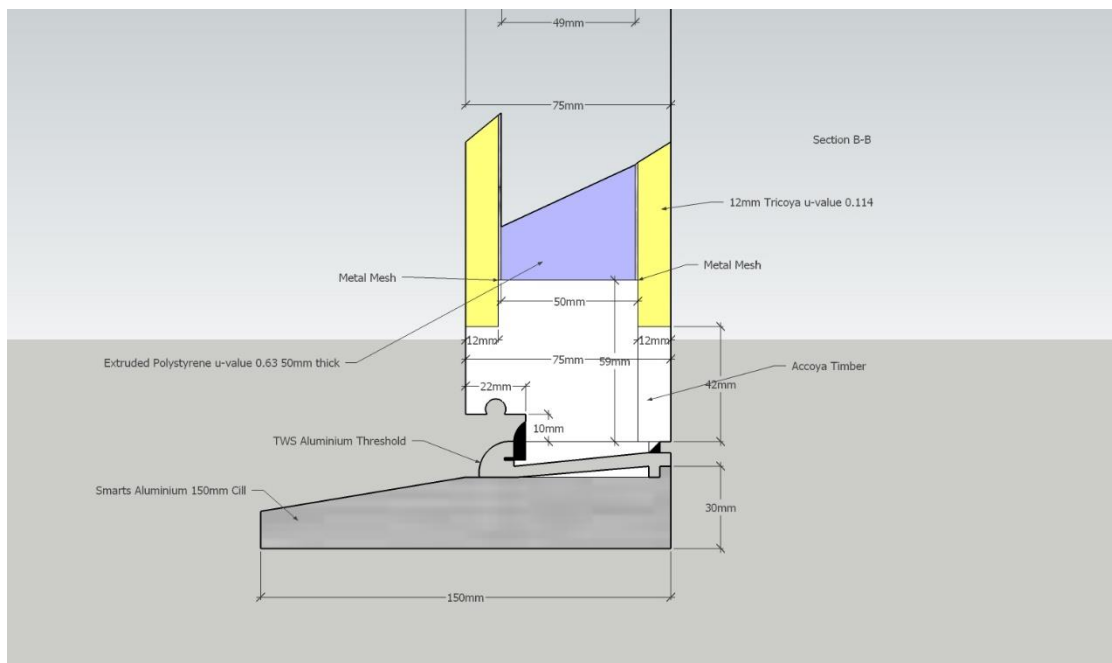 49mm
75mm
Section B-B
12mm Tricoya u-value 0.114
Metal Mesh
Metal Mesh
50mm
12mm
12mm
Extruded Polystyrene u-value 0.63 50mm thick
75mm
59mm
Accoya Timber
42mm
22mm
10mm
TWS Aluminium Threshold
Smarts Aluminium 150mm Cill
30mm
150mm